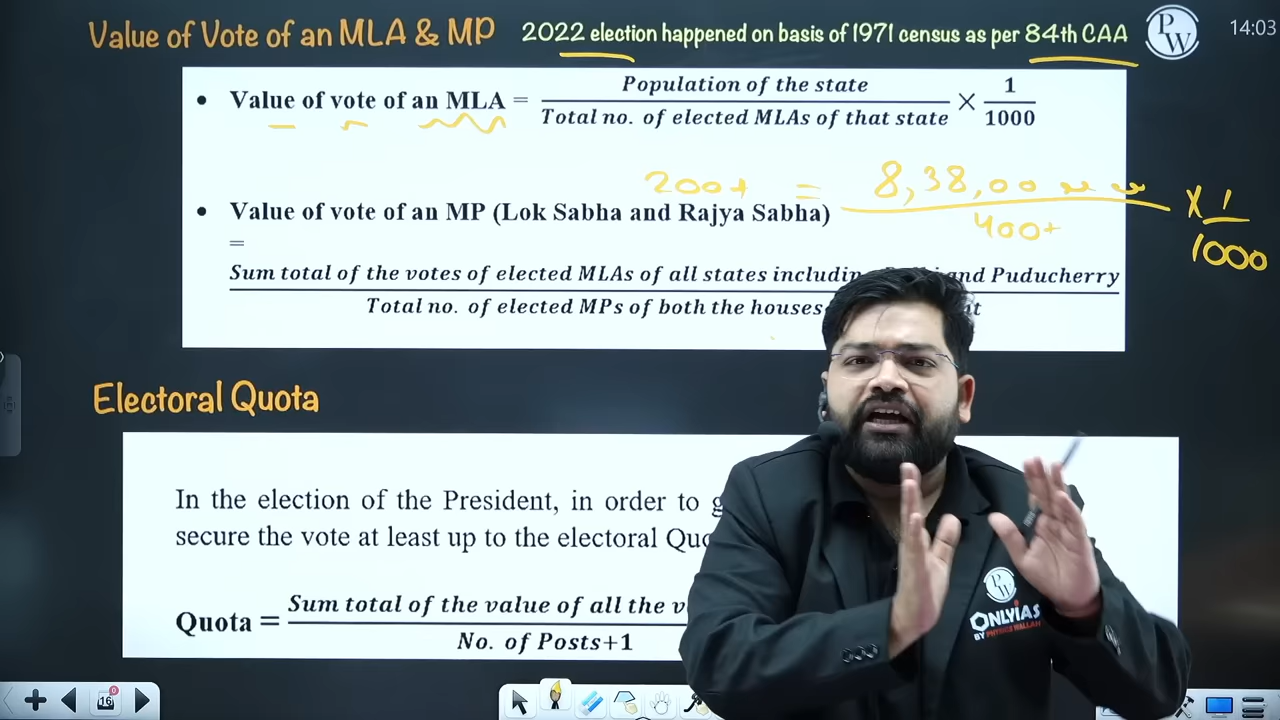 Value of Vote of an MLA & MP
2022 election happened on basis of 1971 census as per 84th CAA
PW
14:03
• Value of vote of an MLA = Population of the state / Total no. of elected MLAs of that state × 1/1000
200+ = 8,38,00 / 400+ × 1/1000
• Value of vote of an MP (Lok Sabha and Rajya Sabha)
=
Sum total of the votes of elected MLAs of all states and Puducherry
Total no. of elected MPs of both the houses
Electoral Quota
In the election of the President, in order to
secure the vote at least up to the electoral
Quota = Sum total of the value of all the / No. of Posts+1
ONLYIAS
BY PHYSICS WALLAH
16
0